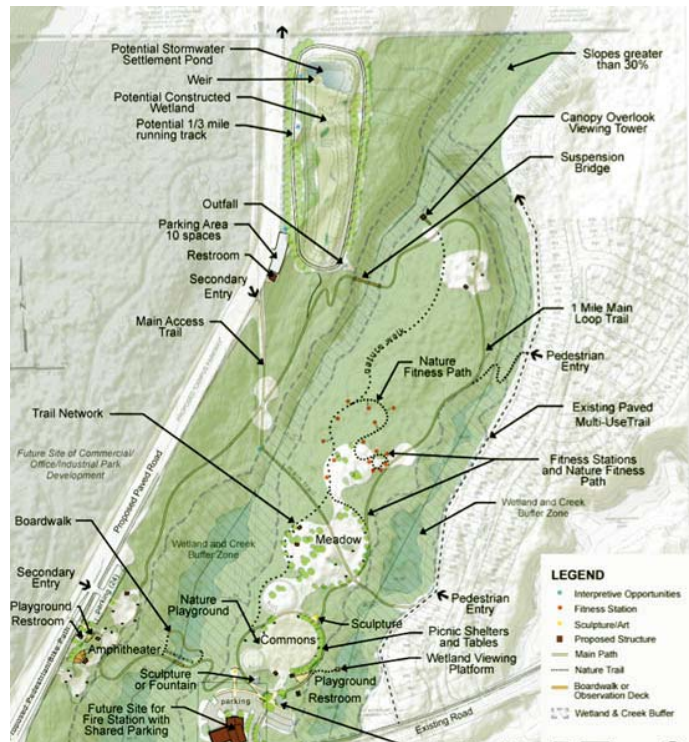 Potential Stormwater
Settlement Pond
Weir
Potential Constructed
Wetland
Potential 1/3 mile
running track
Slopes greater
than 30%
Canopy Overlook
Viewing Tower
Suspension
Bridge
Outfall
Parking Area
10 spaces
Restroom
Secondary
Entry
Main Access
Trail
nature walk
1 Mile Main
Loop Trail
Nature
Fitness Path
Pedestrian
Entry
Trail Network
Existing Paved
Multi-UseTrail
Future Site of Commercial/
Office/Industrial Park
Development
Proposed Paved Road
Fitness Stations
and Nature Fitness
Path
Boardwalk
Wetland and Creek
Buffer Zone
Meadow
Wetland and Creek
Buffer Zone
Secondary
Entry
parking (24)
Playground
Restroom
Amphitheater
Nature
Playground
Commons
Sculpture
Pedestrian
Entry
Picnic Shelters
and Tables
Wetland Viewing
Platform
Sculpture
or Fountain
Playground
Restroom
parking
Future Site for
Fire Station with
Shared Parking
Existing Road
LEGEND
Interpretive Opportunities
Fitness Station
Sculpture/Art
Proposed Structure
Main Path
Nature Trail
Boardwalk or
Observation Deck
Wetland & Creek Buffer